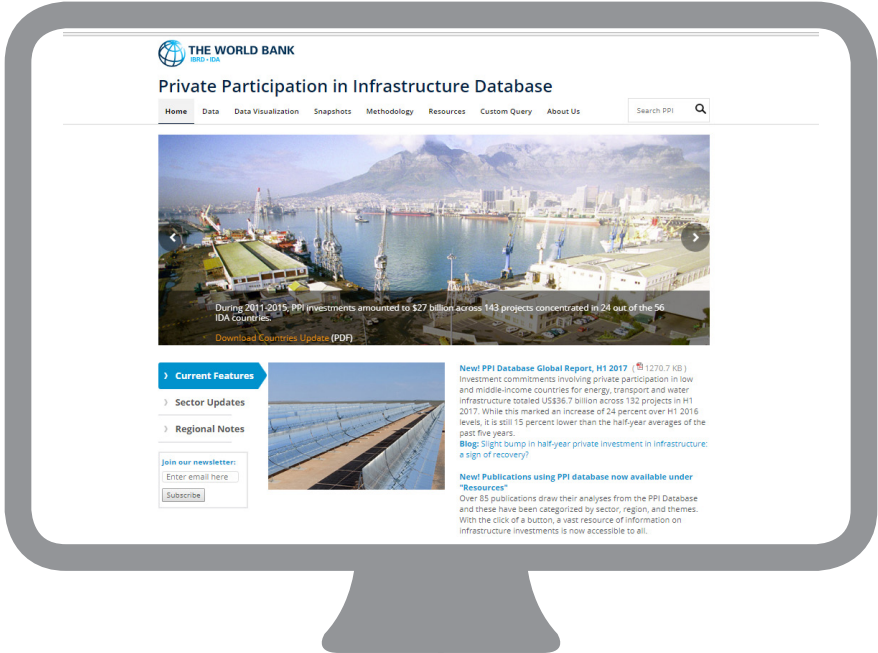 THE WORLD BANK
IBRD • IDA
Private Participation in Infrastructure Database
Home Data Data Visualization Snapshots Methodology Resources Custom Query About Us Search PPI
During 2011-2015, PPI investments amounted to $27 billion across 143 projects concentrated in 24 out of the 56
IDA countries.
Download Countries Update (PDF)
Current Features
Sector Updates
Regional Notes
Join our newsletter:
Enter email here
Subscribe
New! PPI Database Global Report, H1 2017 ( 1270.7 KB )
Investment commitments involving private participation in low
and middle-income countries for energy, transport and water
infrastructure totaled US$36.7 billion across 132 projects in H1
2017. While this marked an increase of 24 percent over H1 2016
levels, it is still 15 percent lower than the half-year averages of the
past five years.
Blog: Slight bump in half-year private investment in infrastructure:
a sign of recovery?
New! Publications using PPI database now available under
"Resources"
Over 85 publications draw their analyses from the PPI Database
and these have been categorized by sector, region, and themes.
With the click of a button, a vast resource of information on
infrastructure investments is now accessible to all.